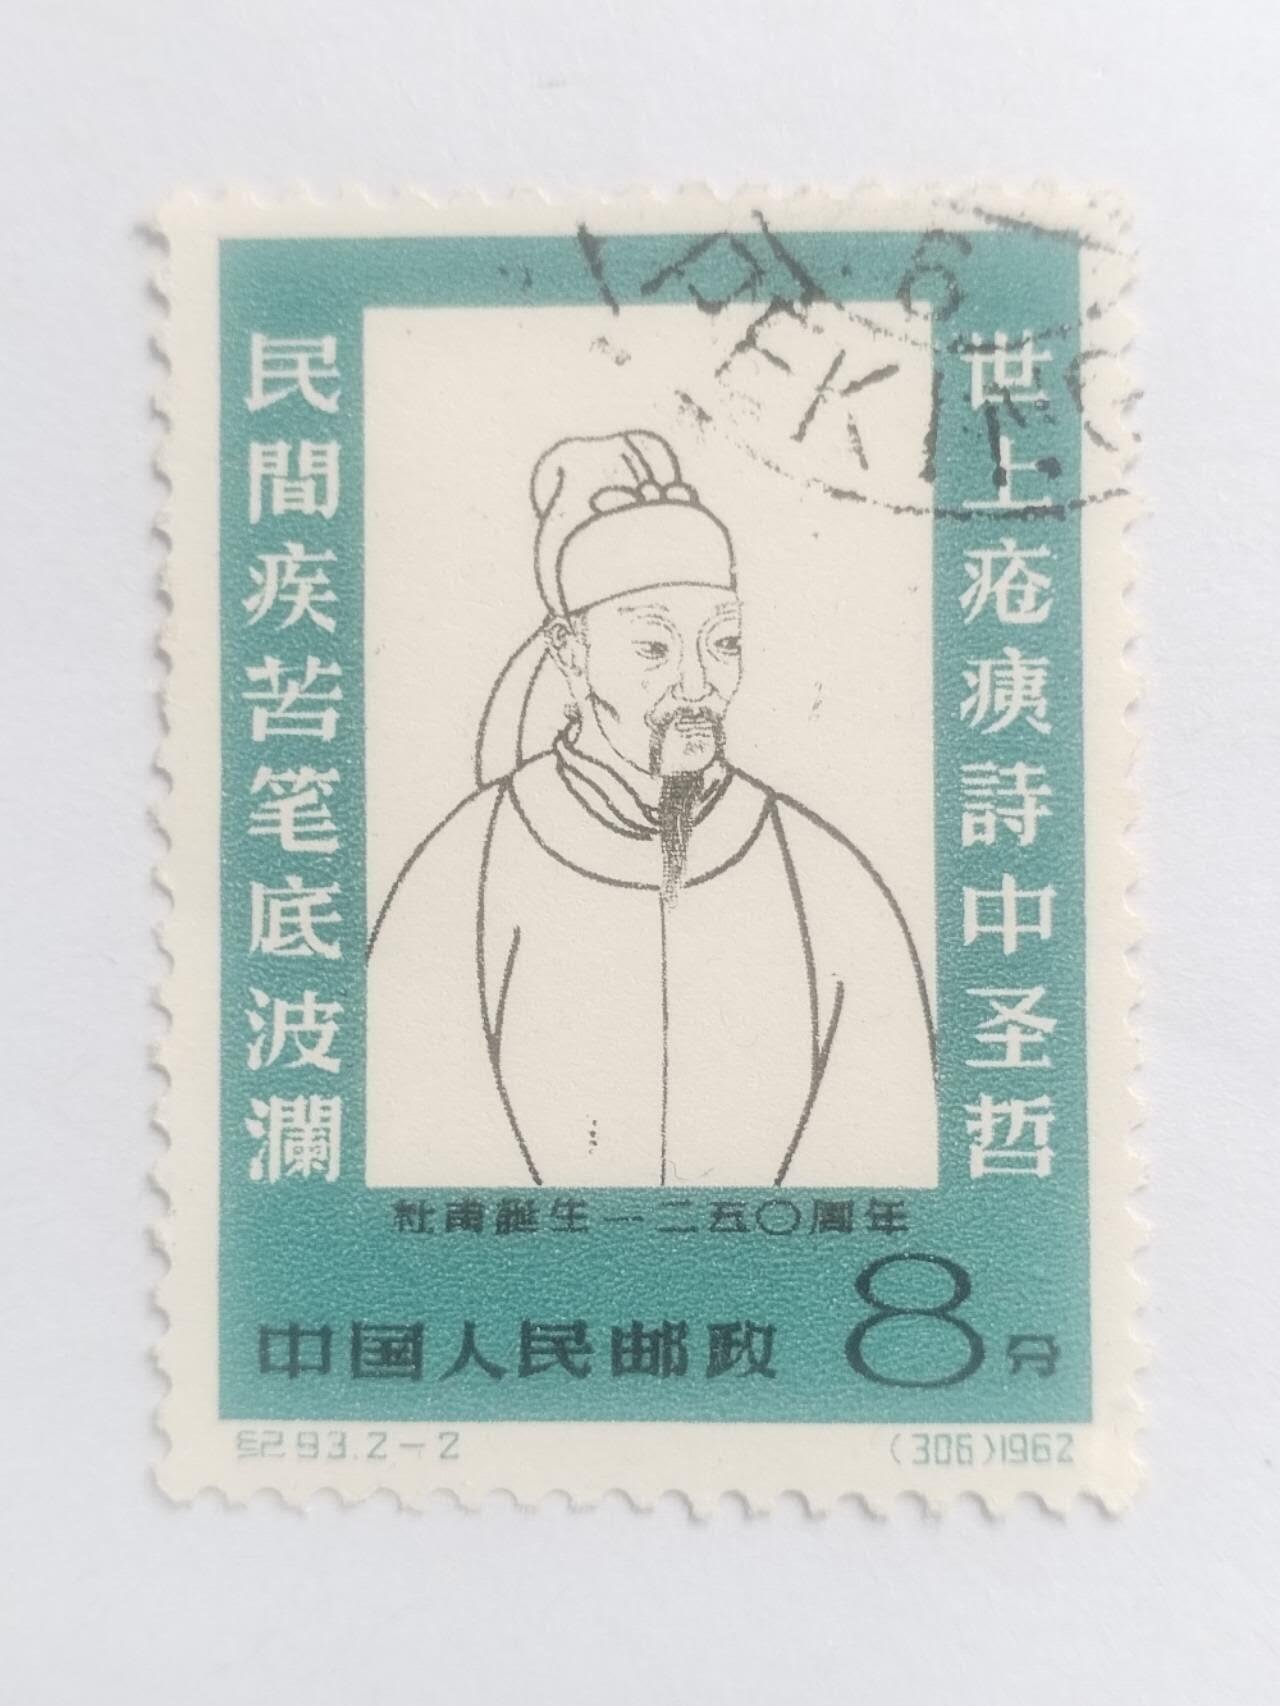 世上疮痍詩中圣哲
民間疾苦笔底波瀾
杜甫誕生一二五〇周年
中国人民邮政 8分
纪93.2-2 (306)1962
PEKIN